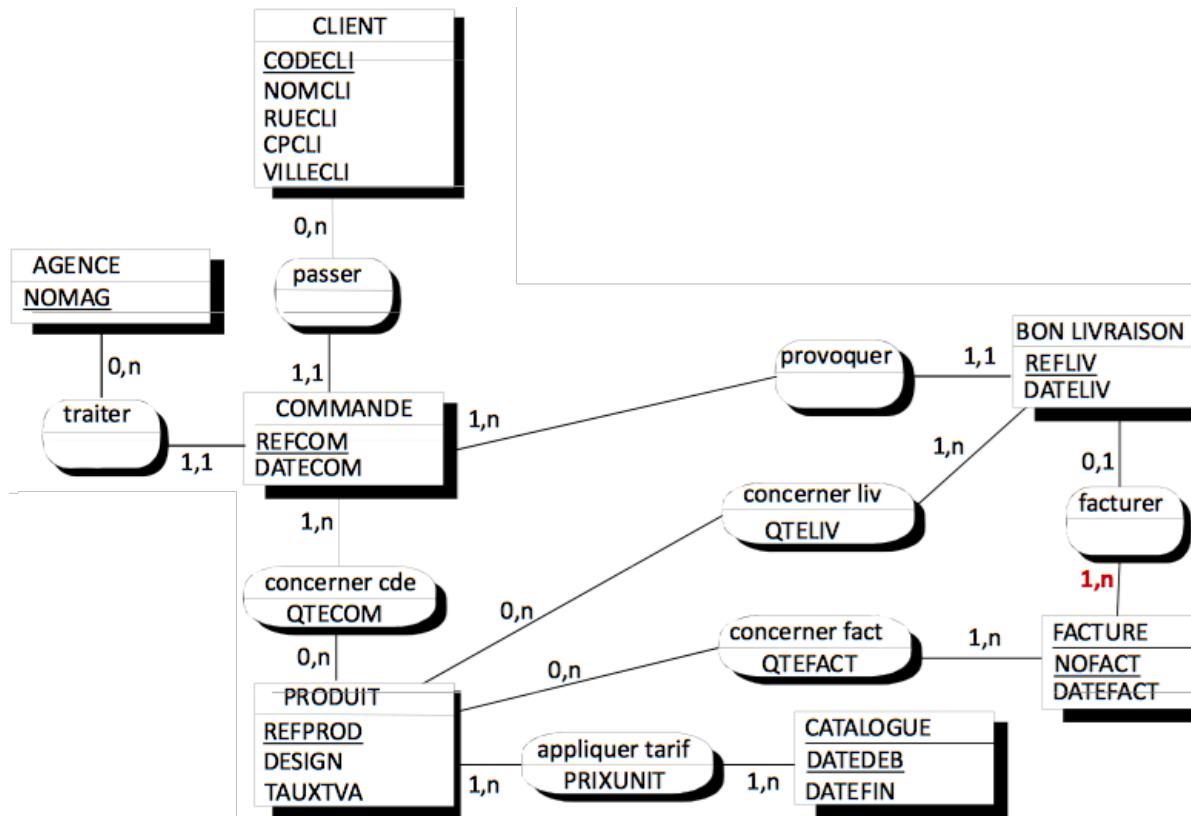 CLIENT
CODECLI
NOMCLI
RUECLI
CPCLI
VILLECLI
0,n
passer
1,1
AGENCE
NOMAG
0,n
traiter
1,1
COMMANDE
REFCOM
DATECOM
1,n
provoquer
1,1
BON LIVRAISON
REFLIV
DATELIV
1,n
concerner liv
QTELIV
0,n
0,1
facturer
1,n
1,n
concerner cde
QTECOM
0,n
0,n
concerner fact
QTEFACT
1,n
FACTURE
NOFACT
DATEFACT
PRODUIT
REFPROD
DESIGN
TAUXTVA
1,n
appliquer tarif
PRIXUNIT
1,n
CATALOGUE
DATEDEB
DATEFIN